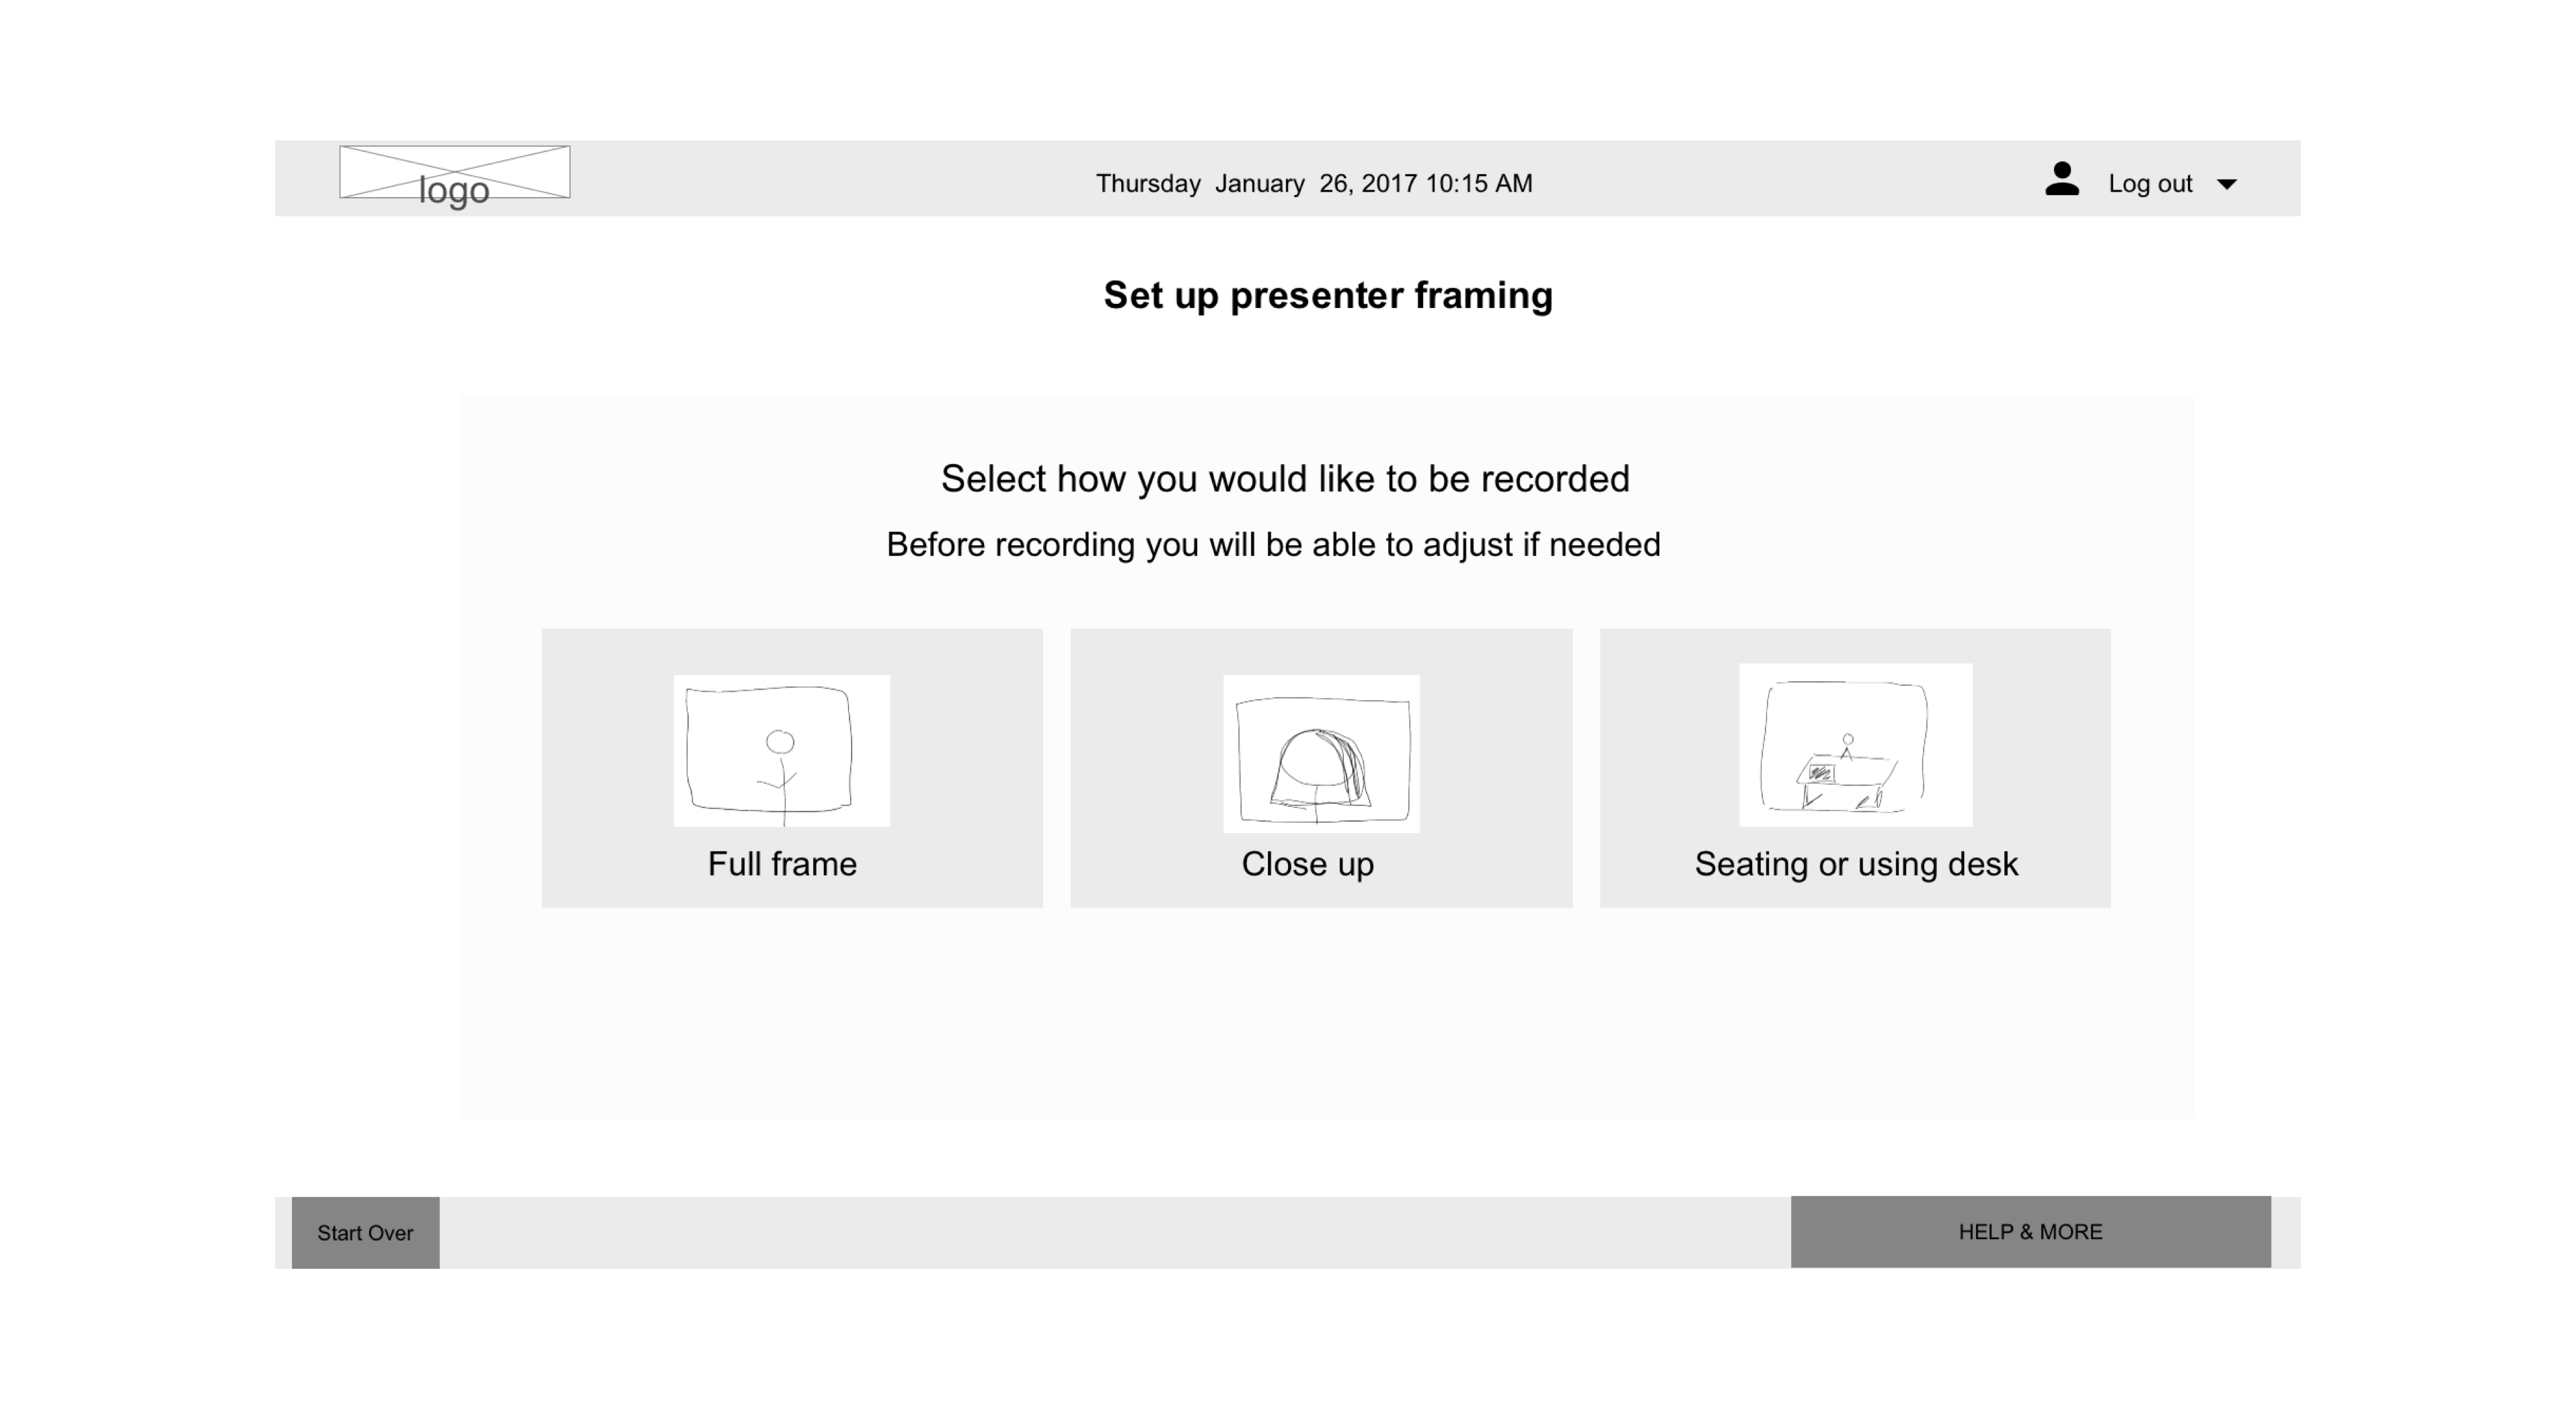 logo
Thursday January 26, 2017 10:15 AM
Log out
Set up presenter framing
Select how you would like to be recorded
Before recording you will be able to adjust if needed
Full frame
Close up
Seating or using desk
Start Over
HELP & MORE